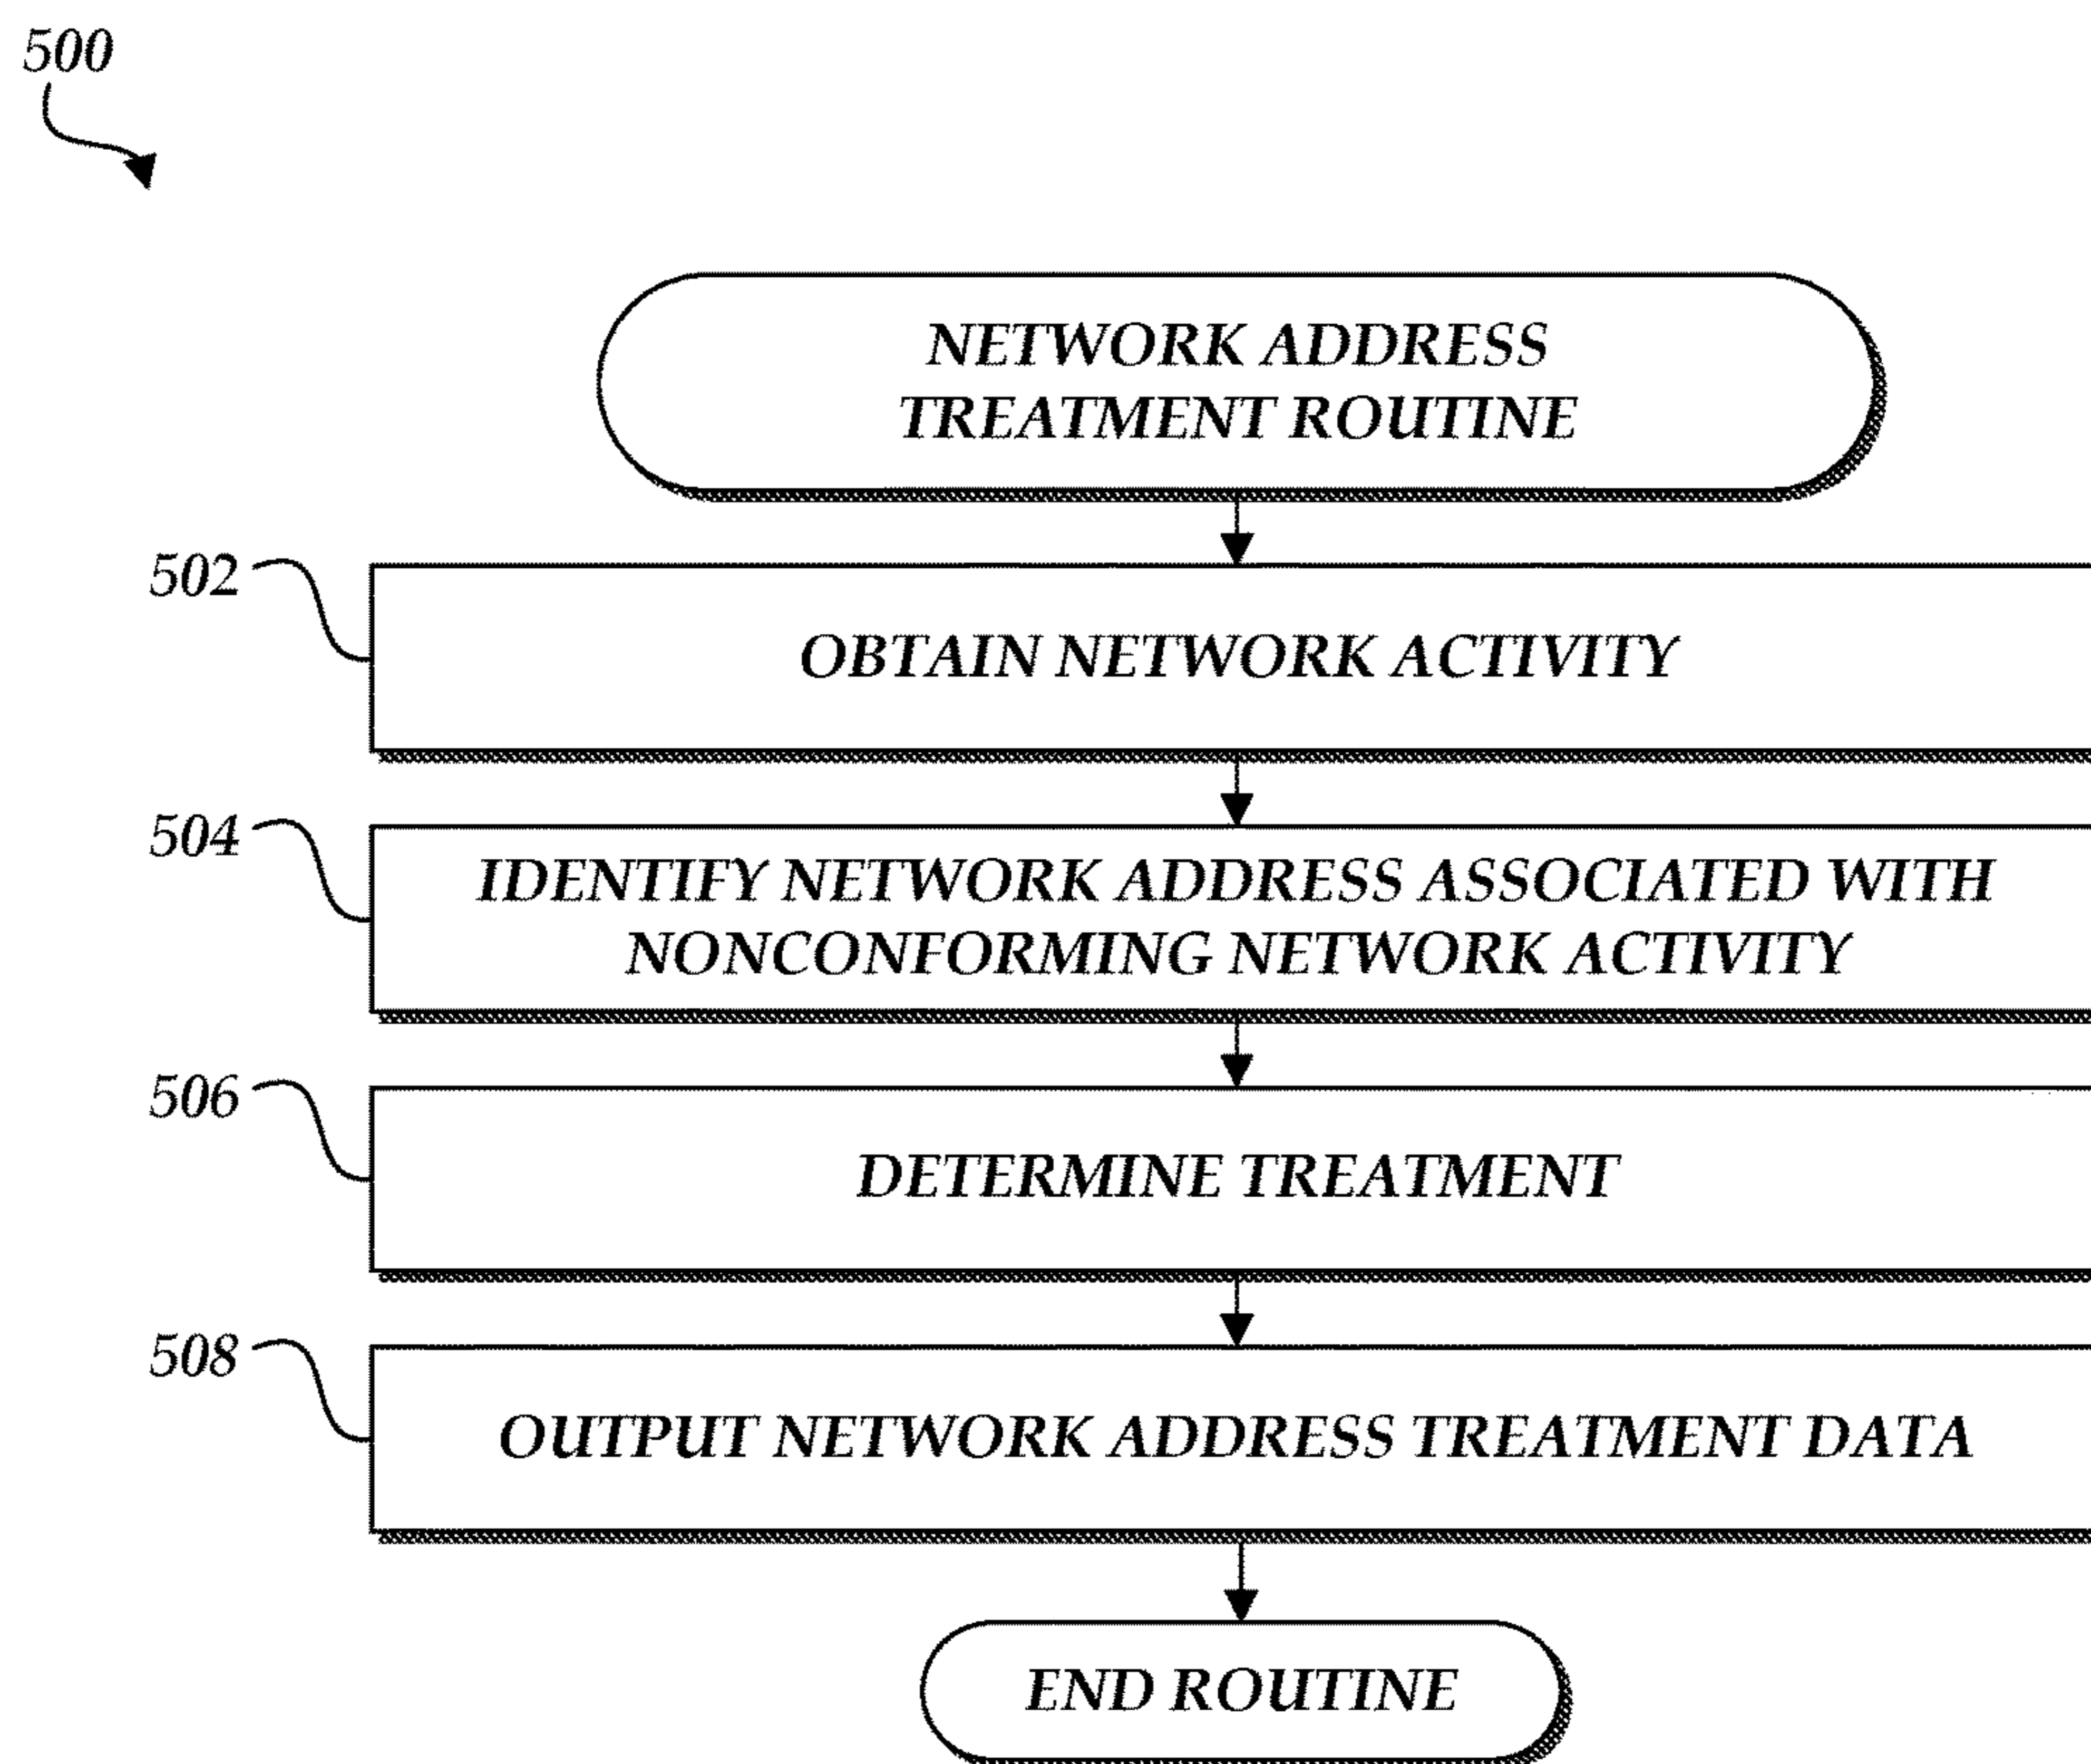 500
NETWORK ADDRESS
TREATMENT ROUTINE
502
OBTAIN NETWORK ACTIVITY
504
IDENTIFY NETWORK ADDRESS ASSOCIATED WITH
NONCONFORMING NETWORK ACTIVITY
506
DETERMINE TREATMENT
508
OUTPUT NETWORK ADDRESS TREATMENT DATA
END ROUTINE